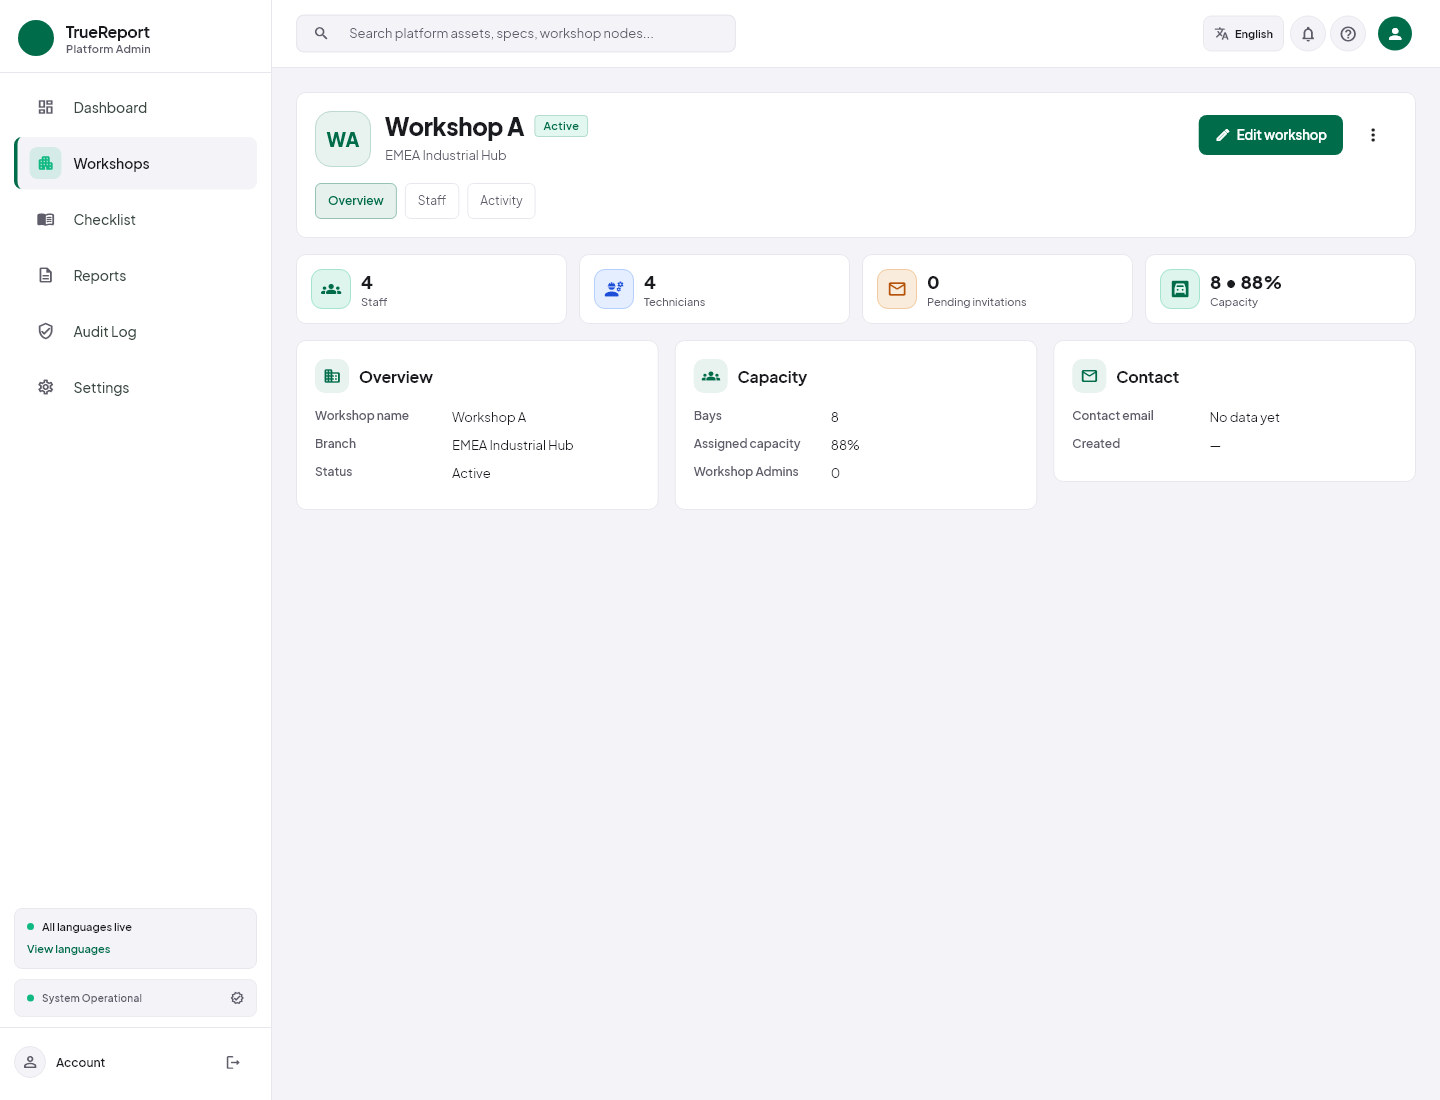 TrueReport
Platform Admin
Dashboard
Workshops
Checklist
Reports
Audit Log
Settings
All languages live
View languages
System Operational
Account
Search platform assets, specs, workshop nodes...
English
WA
Workshop A
Active
EMEA Industrial Hub
Edit workshop
Overview
Staff
Activity
4
Staff
4
Technicians
0
Pending invitations
8 • 88%
Capacity
Overview
Workshop name Workshop A
Branch EMEA Industrial Hub
Status Active
Capacity
Bays 8
Assigned capacity 88%
Workshop Admins 0
Contact
Contact email No data yet
Created —